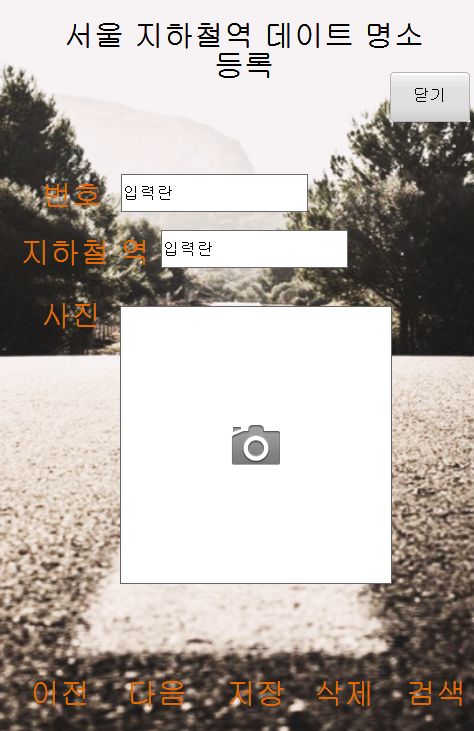 서울 지하철역 데이트 명소
등록
닫기
번호 입력란
지하철 역 입력란
사진
이전 다음 저장 삭제 검색